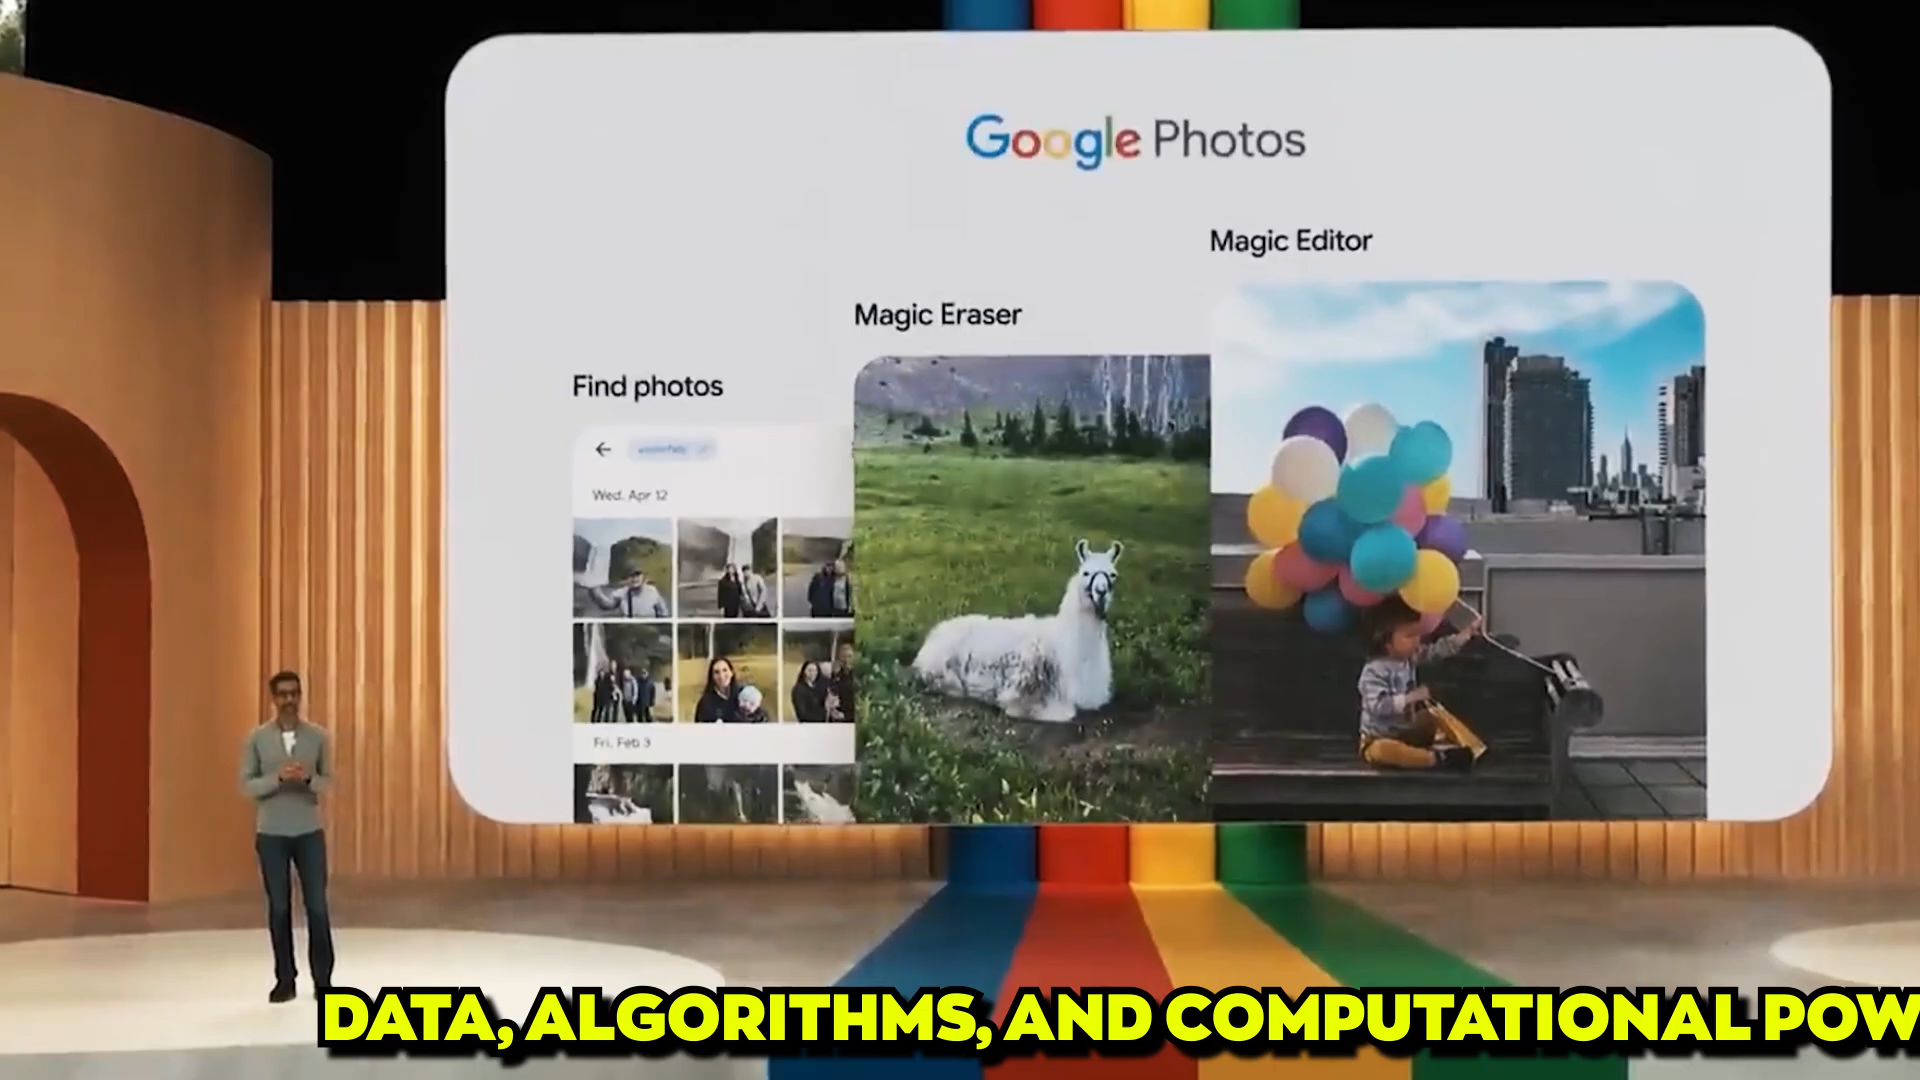 Google Photos
Magic Editor
Magic Eraser
Find photos
Wed, Apr 12
Fri, Feb 3
DATA, ALGORITHMS, AND COMPUTATIONAL POW